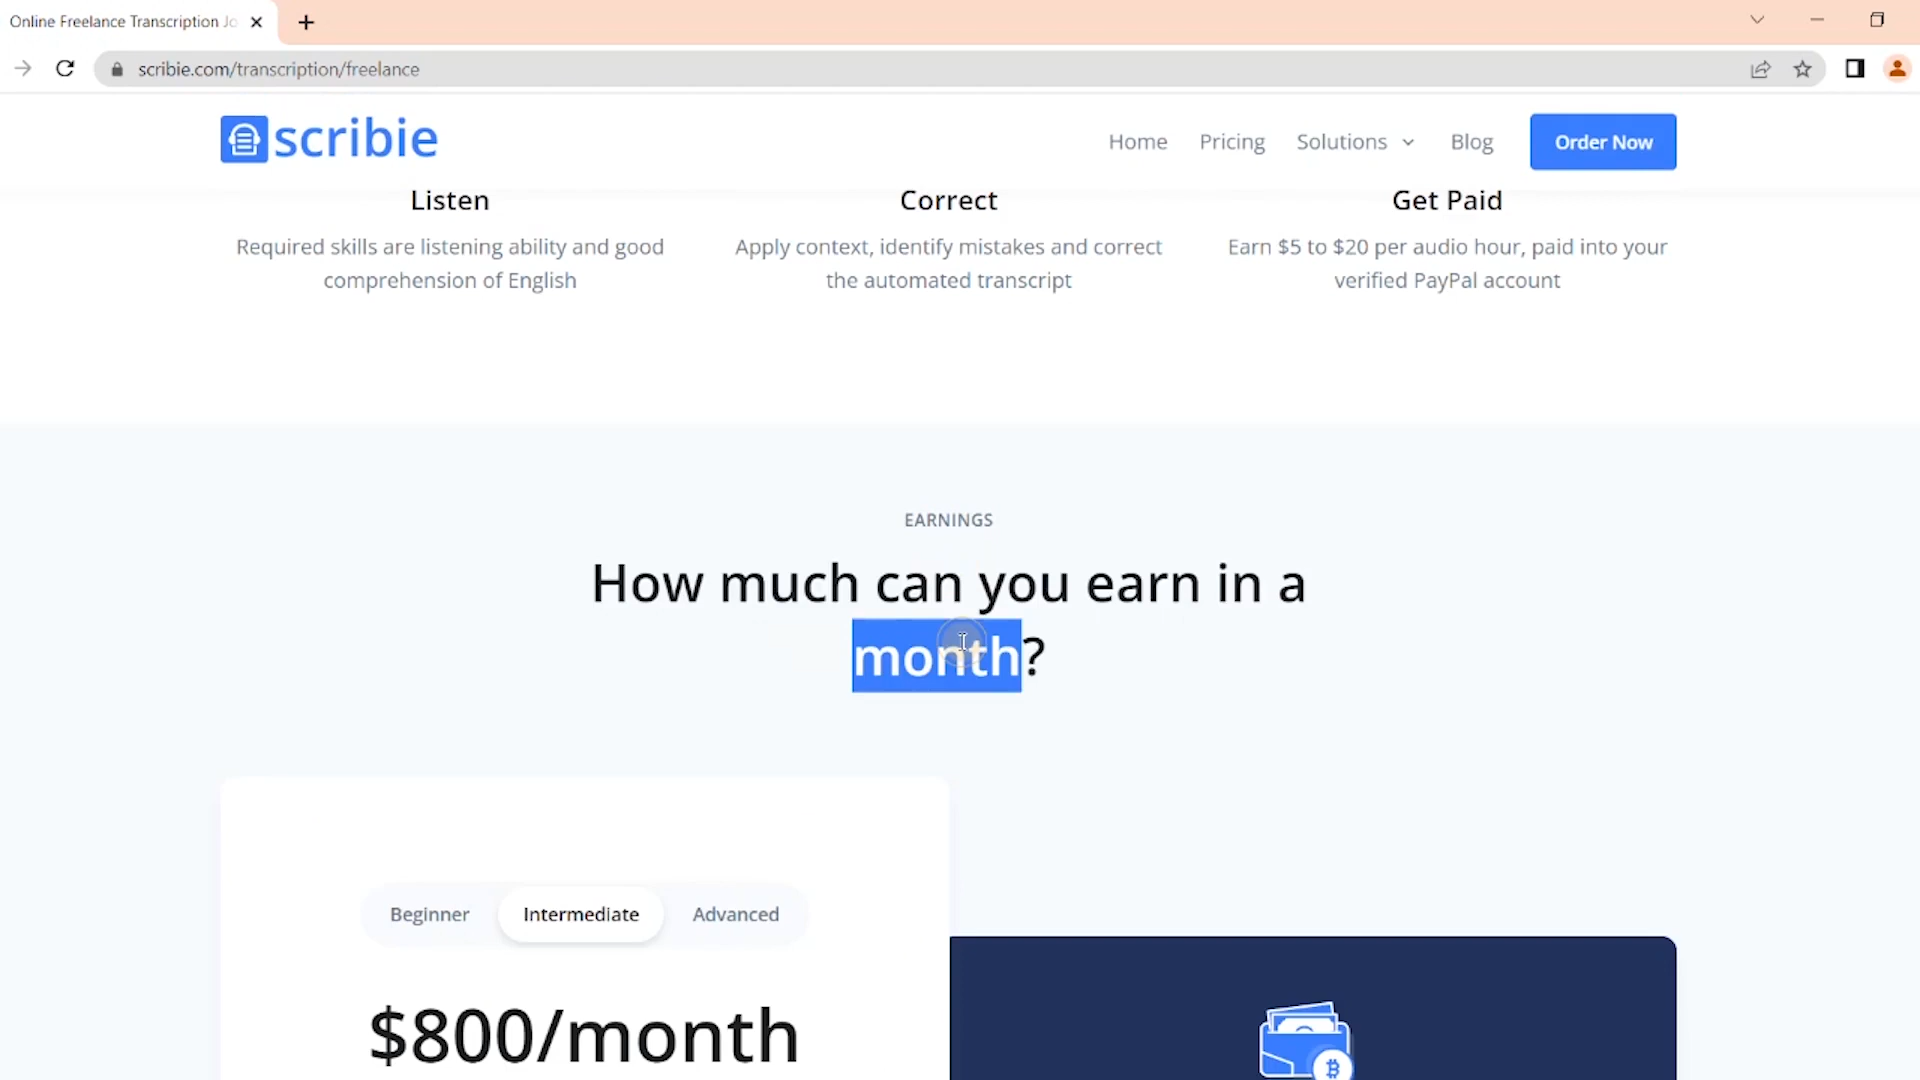 Online Freelance Transcription Jo
scribie.com/transcription/freelance
scribie
Home Pricing Solutions Blog Order Now
Listen
Required skills are listening ability and good
comprehension of English
Correct
Apply context, identify mistakes and correct
the automated transcript
Get Paid
Earn $5 to $20 per audio hour, paid into your
verified PayPal account
EARNINGS
How much can you earn in a
month?
Beginner Intermediate Advanced
$800/month